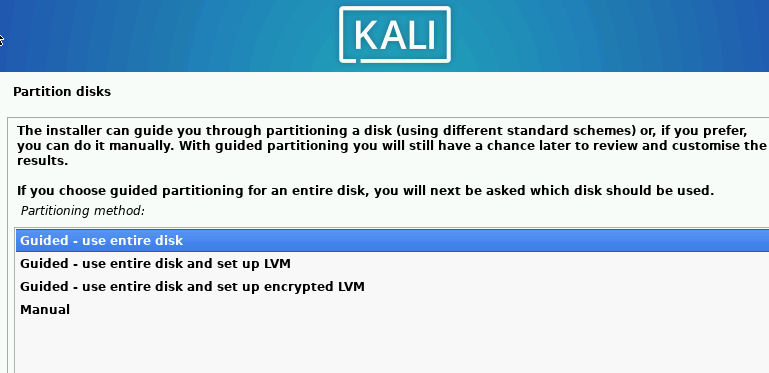 KALI
Partition disks
The installer can guide you through partitioning a disk (using different standard schemes) or, if you prefer,
you can do it manually. With guided partitioning you will still have a chance later to review and customise the
results.
If you choose guided partitioning for an entire disk, you will next be asked which disk should be used.
Partitioning method:
Guided - use entire disk
Guided - use entire disk and set up LVM
Guided - use entire disk and set up encrypted LVM
Manual